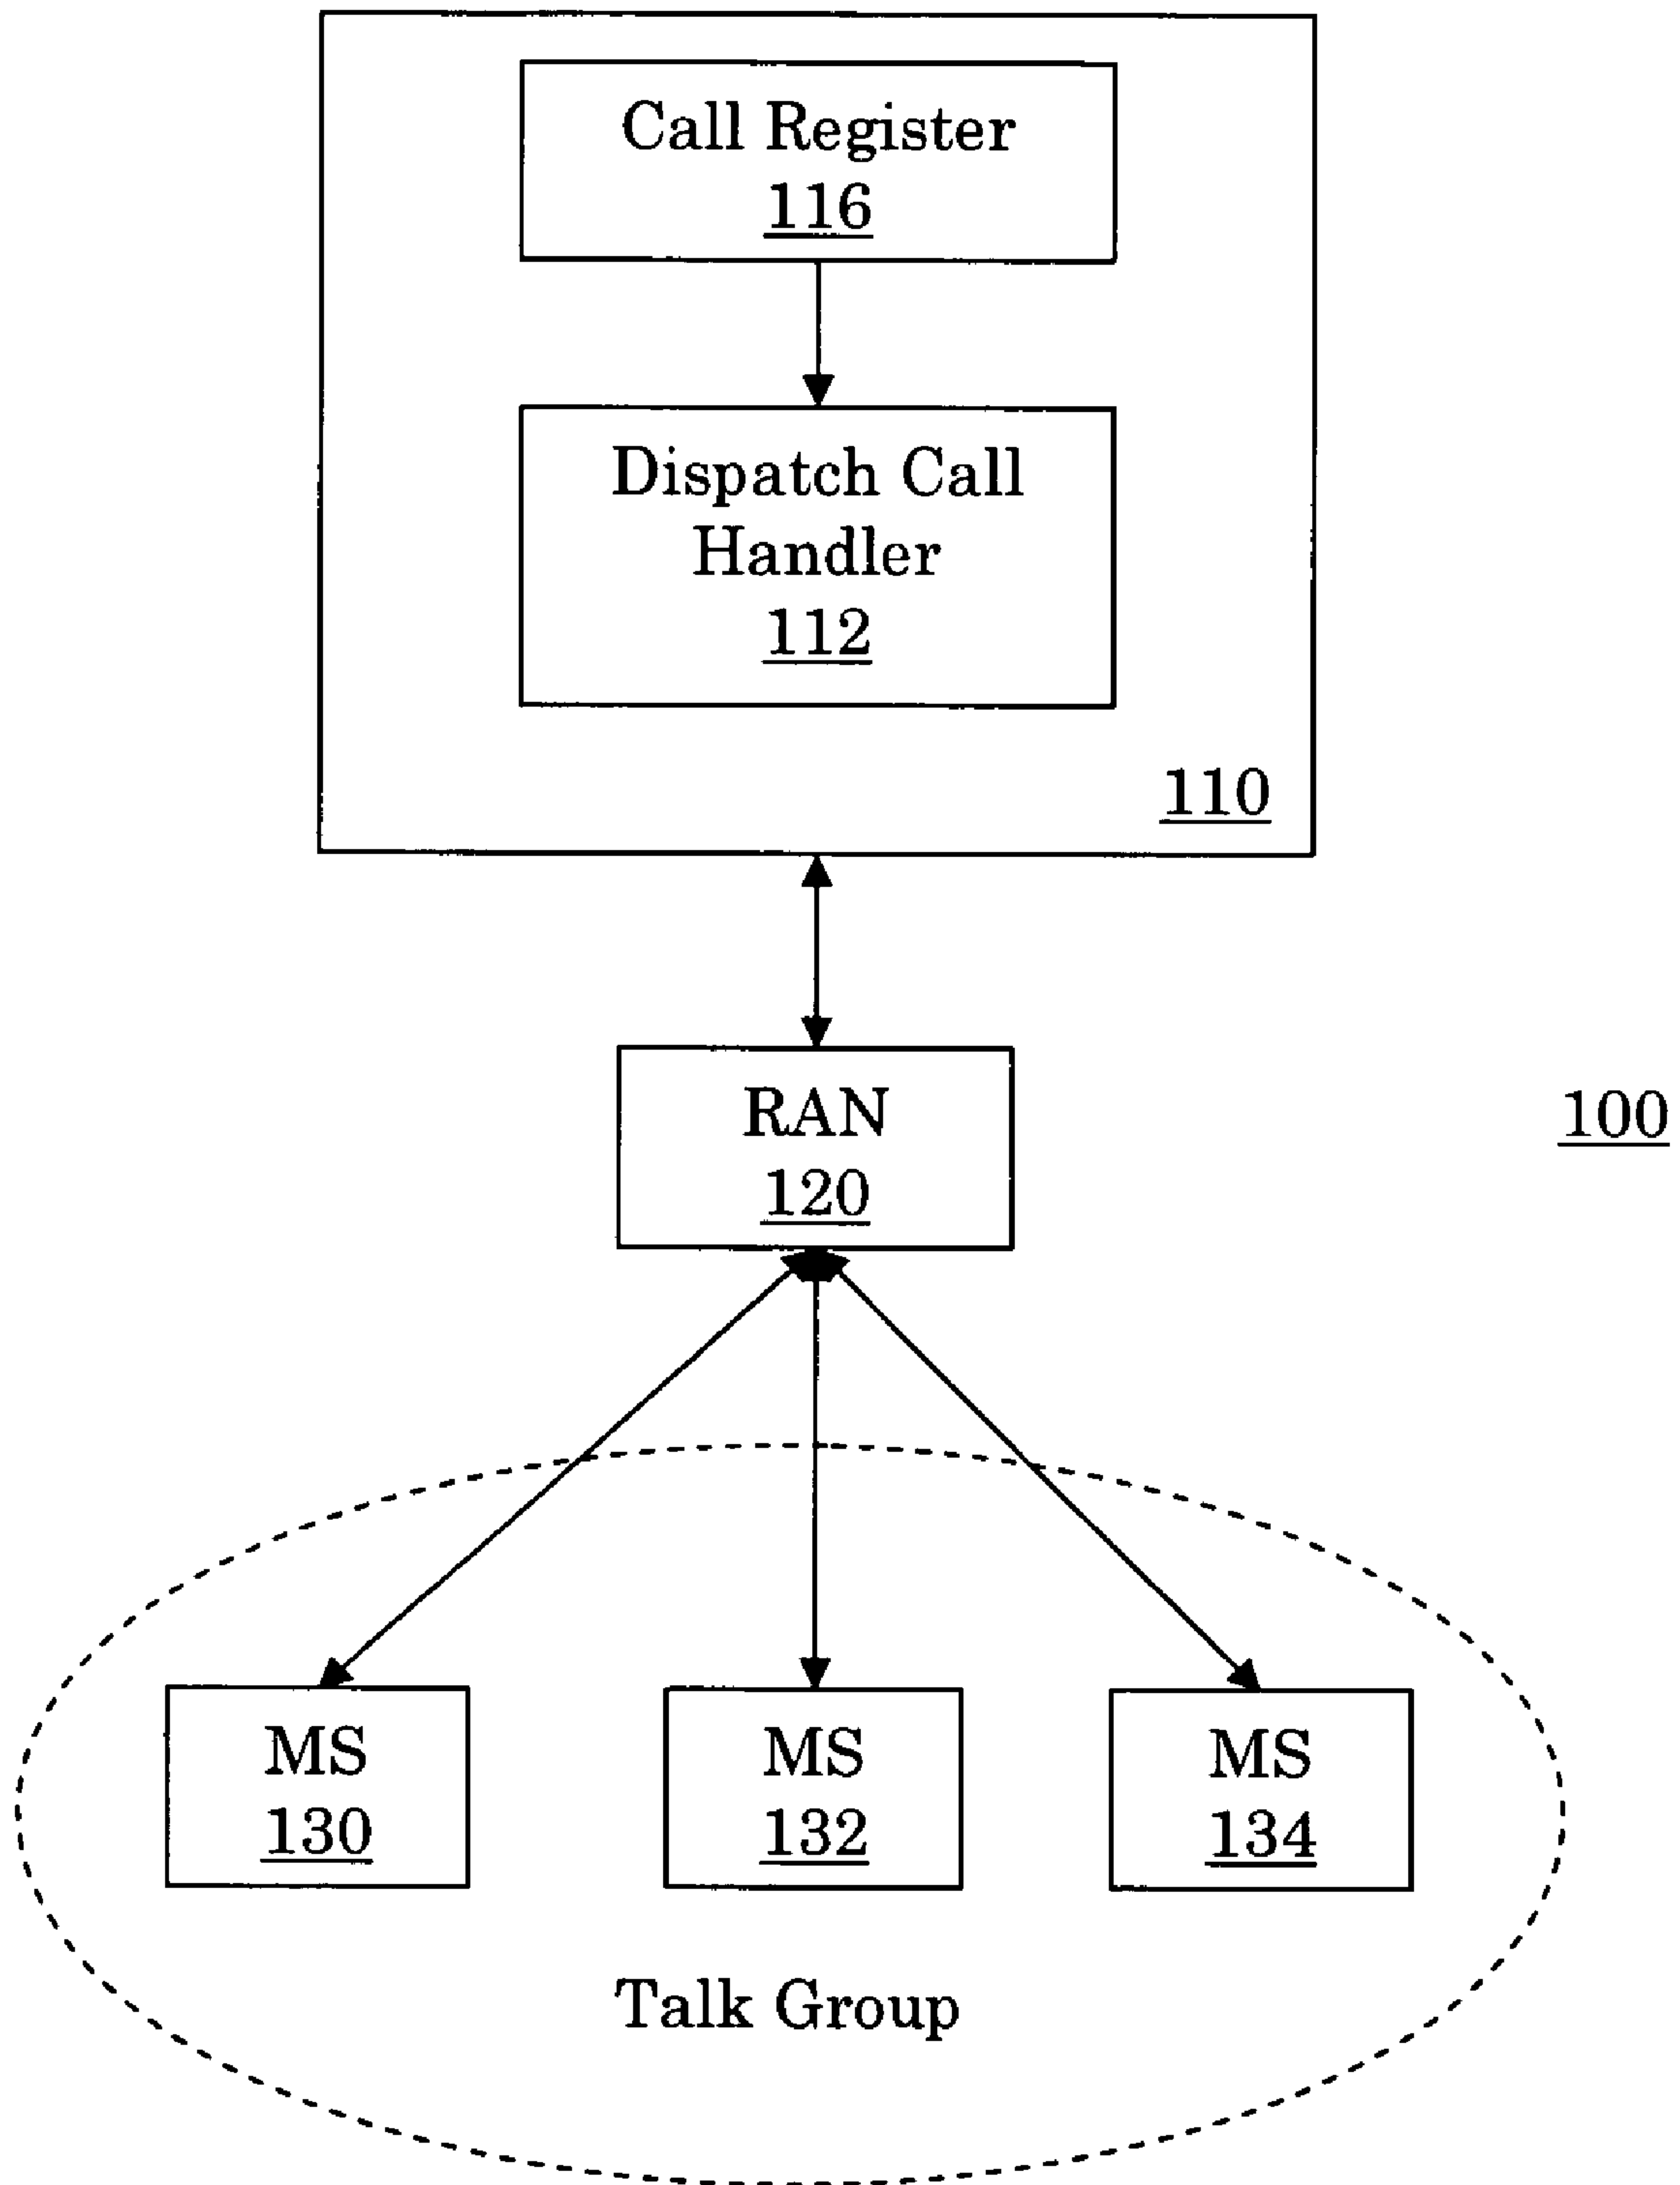 Call Register
116
Dispatch Call
Handler
112
110
RAN
120
100
MS
130
MS
132
MS
134
Talk Group